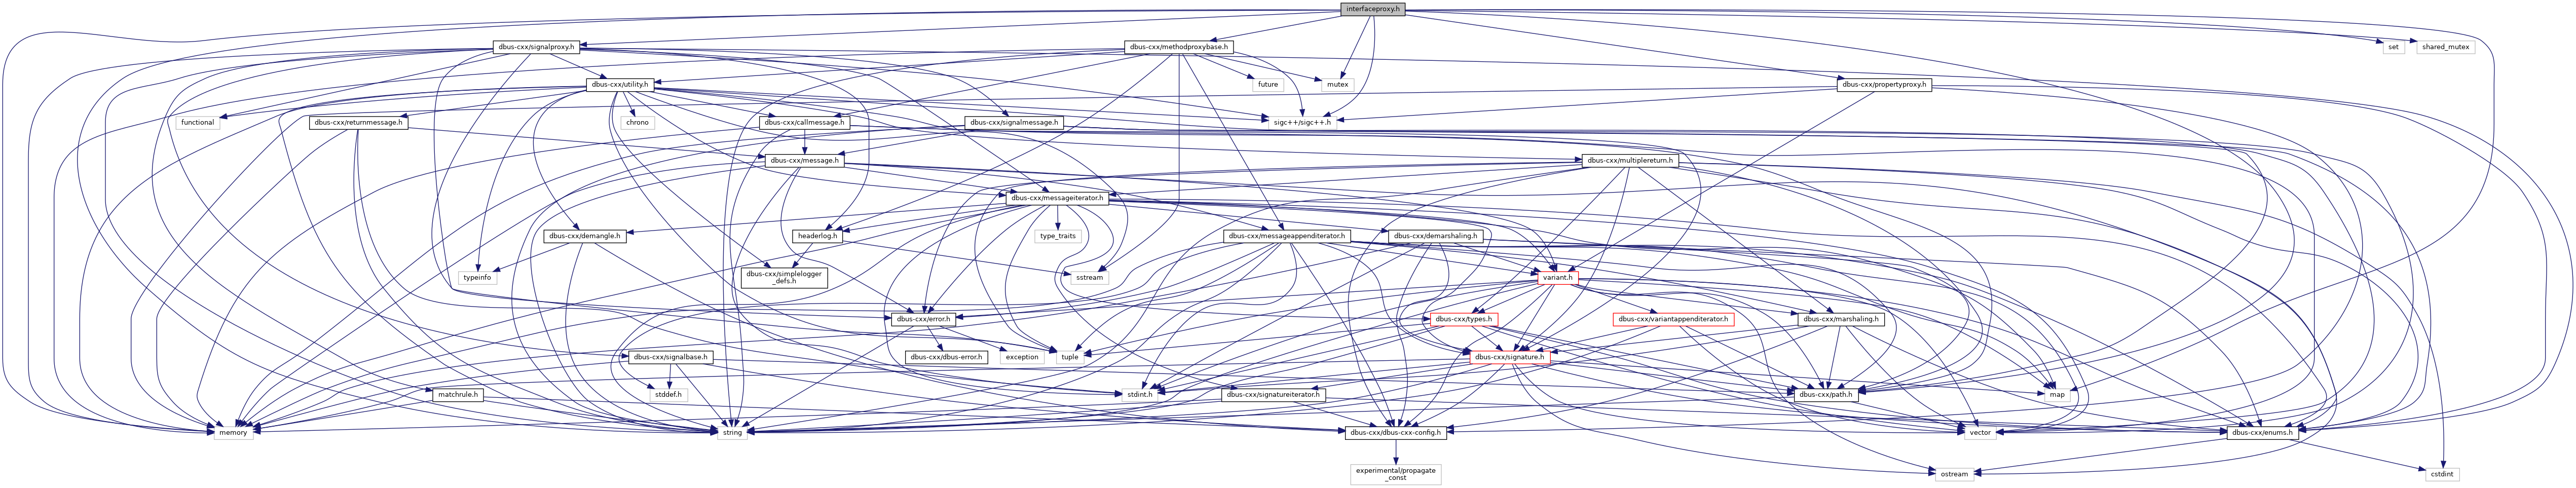 interfaceproxy.h
dbus-cxx/signalproxy.h
dbus-cxx/methodproxybase.h
set
shared_mutex
dbus-cxx/utility.h
future
mutex
dbus-cxx/propertyproxy.h
functional
dbus-cxx/returnmessage.h
chrono
dbus-cxx/callmessage.h
dbus-cxx/signalmessage.h
sigc++/sigc++.h
dbus-cxx/message.h
dbus-cxx/multiplereturn.h
dbus-cxx/messageiterator.h
dbus-cxx/demangle.h
headerlog.h
type_traits
dbus-cxx/messageappenditerator.h
dbus-cxx/demarshaling.h
typeinfo
dbus-cxx/simplelogger
_defs.h
sstream
variant.h
dbus-cxx/error.h
dbus-cxx/types.h
dbus-cxx/variantappenditerator.h
dbus-cxx/marshaling.h
dbus-cxx/signalbase.h
dbus-cxx/dbus-error.h
exception
tuple
dbus-cxx/signature.h
matchrule.h
stddef.h
stdint.h
dbus-cxx/signatureiterator.h
dbus-cxx/path.h
map
memory
string
dbus-cxx/dbus-cxx-config.h
vector
dbus-cxx/enums.h
experimental/propagate
_const
ostream
cstdint